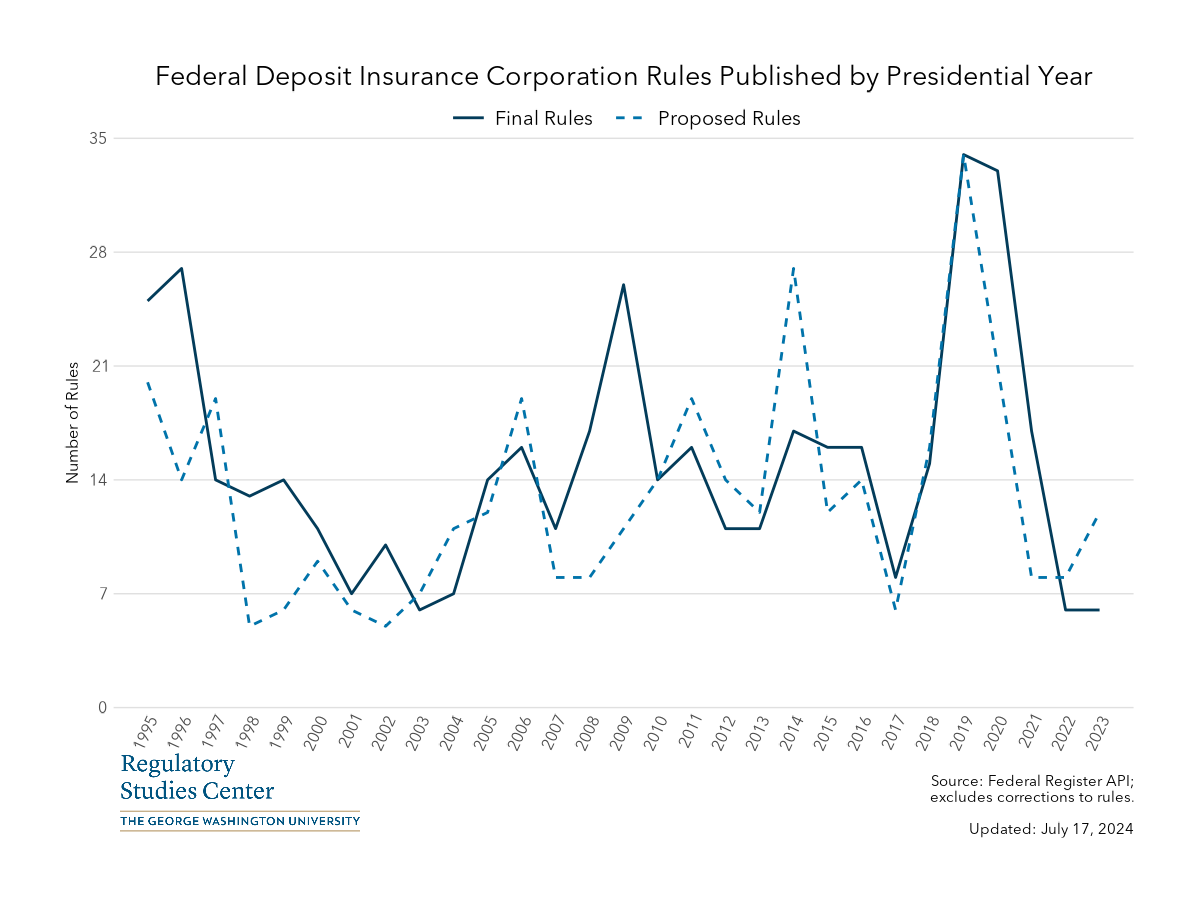 Federal Deposit Insurance Corporation Rules Published by Presidential Year
Final Rules Proposed Rules
35
28
21
14
7
0
Number of Rules
1995 1996 1997 1998 1999 2000 2001 2002 2003 2004 2005 2006 2007 2008 2009 2010 2011 2012 2013 2014 2015 2016 2017 2018 2019 2020 2021 2022 2023
Regulatory
Studies Center
THE GEORGE WASHINGTON UNIVERSITY
Source: Federal Register API;
excludes corrections to rules.
Updated: July 17, 2024